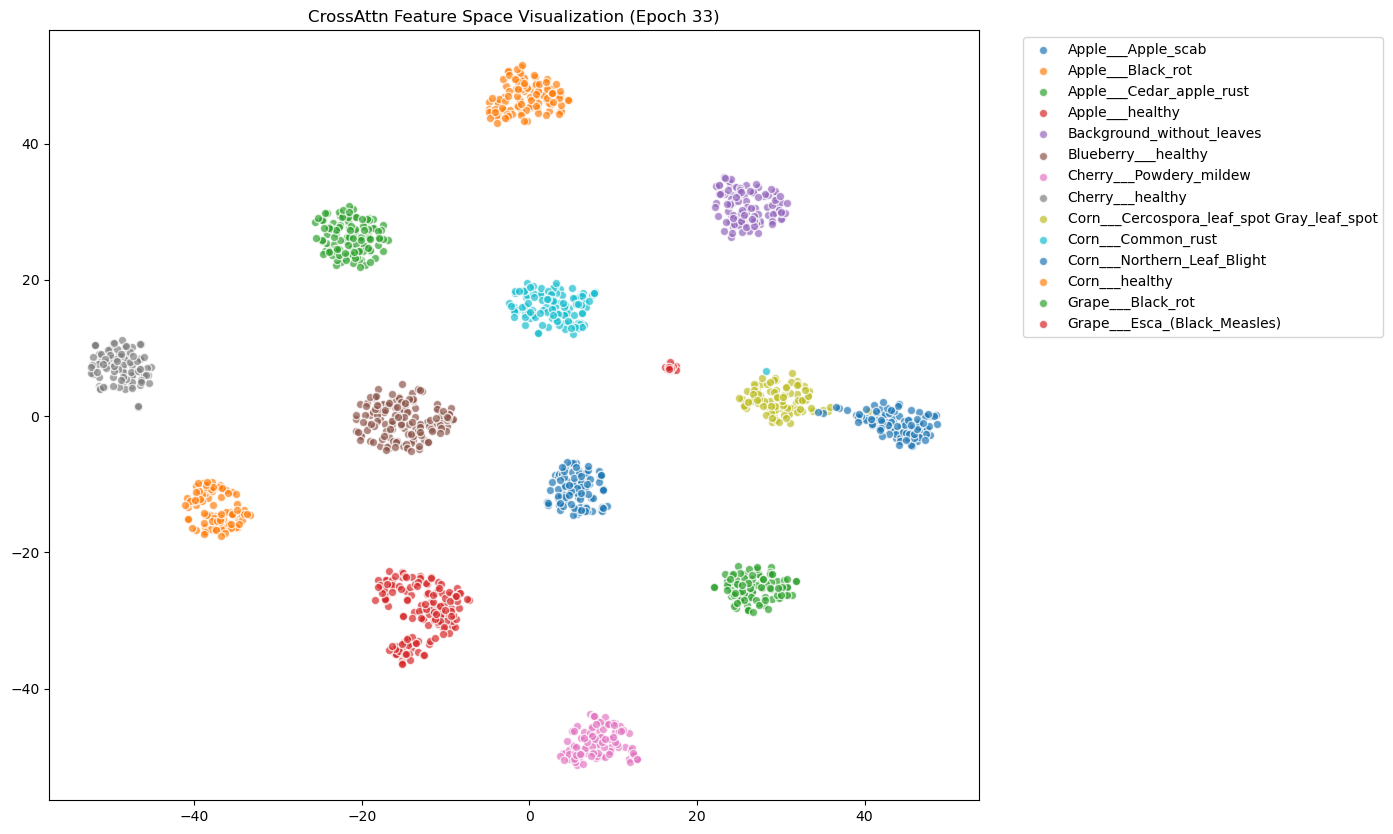 CrossAttn Feature Space Visualization (Epoch 33)
Apple___Apple_scab
Apple___Black_rot
Apple___Cedar_apple_rust
Apple___healthy
Background_without_leaves
Blueberry___healthy
Cherry___Powdery_mildew
Cherry___healthy
Corn___Cercospora_leaf_spot Gray_leaf_spot
Corn___Common_rust
Corn___Northern_Leaf_Blight
Corn___healthy
Grape___Black_rot
Grape___Esca_(Black_Measles)
40
20
0
−20
−40
−40 −20 0 20 40